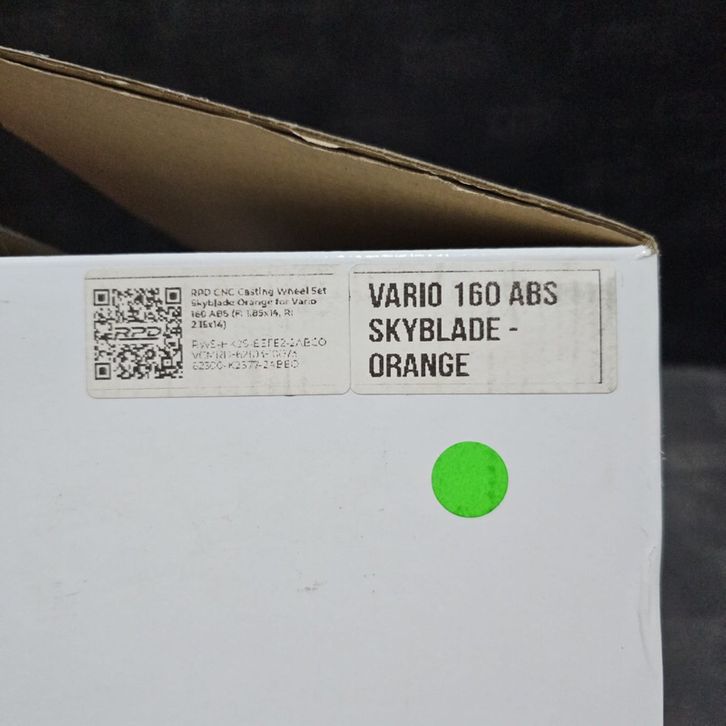 RPD CNC Casting Wheel Set
Skyblade Orange for Vario
160 ABS (F: 1.85x14, R:
2.15x14)
RPD
VARIO 160 ABS
SKYBLADE -
ORANGE